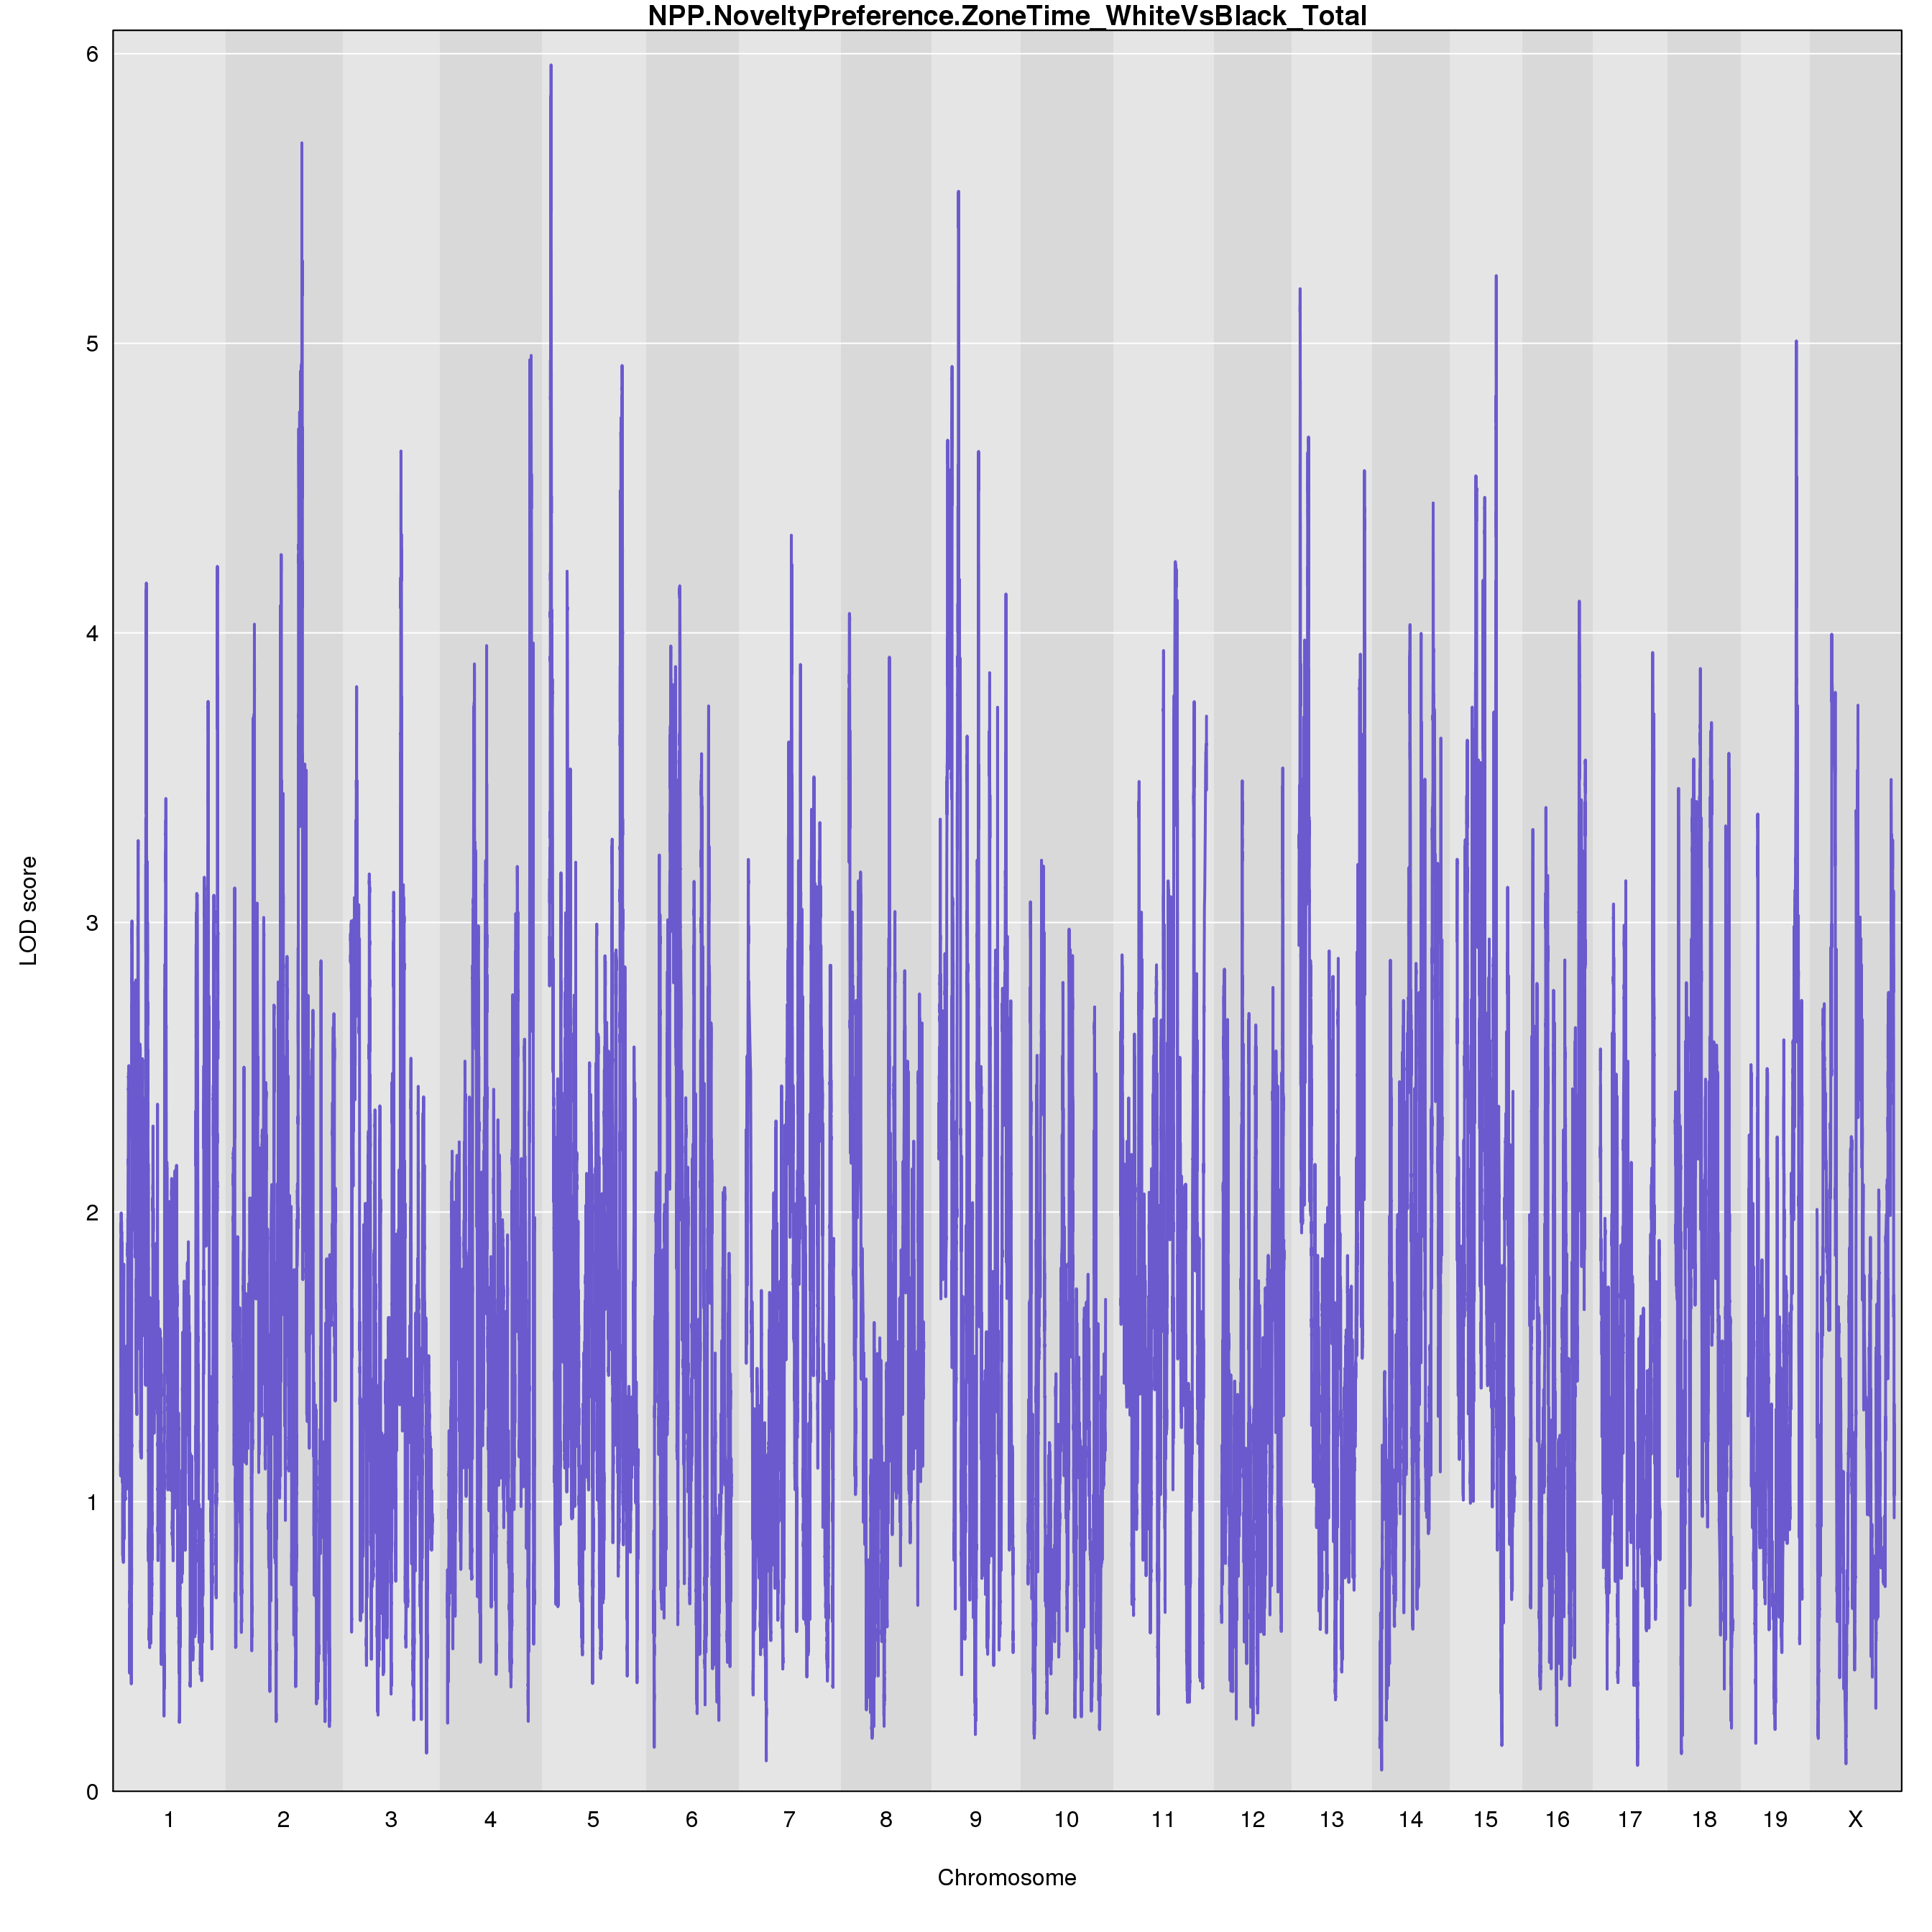 NPP.NoveltyPreference.ZoneTime_WhiteVsBlack_Total
6
5
4
3
2
1
0
LOD score
1 2 3 4 5 6 7 8 9 10 11 12 13 14 15 16 17 18 19 X
Chromosome